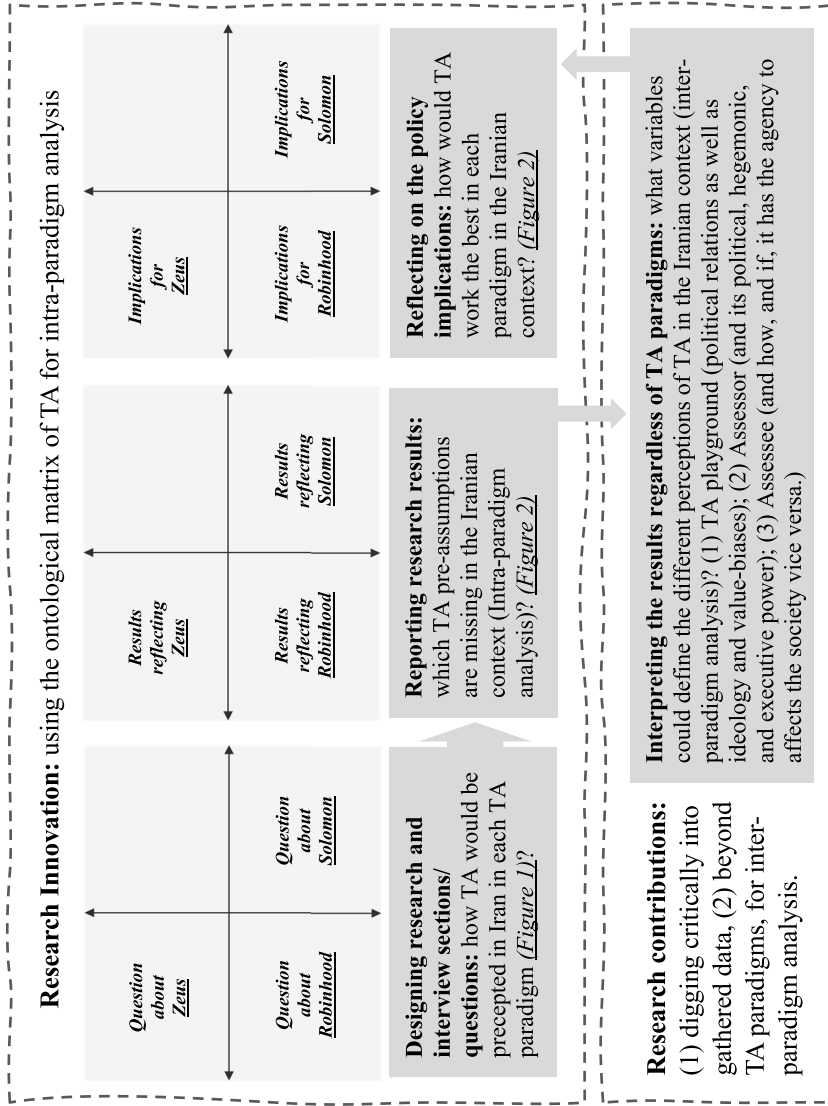 Research Innovation: using the ontological matrix of TA for intra-paradigm analysis
Question
about
Zeus
Question
about
Robinhood
Question
about
Solomon
Results
reflecting
Zeus
Results
reflecting
Robinhood
Results
reflecting
Solomon
Implications
for
Zeus
Implications
for
Robinhood
Implications
for
Solomon
Designing research and
interview sections/
questions: how TA would be
precepted in Iran in each TA
paradigm (Figure 1)?
Reporting research results:
which TA pre-assumptions
are missing in the Iranian
context (Intra-paradigm
analysis)? (Figure 2)
Reflecting on the policy
implications: how would TA
work the best in each
paradigm in the Iranian
context? (Figure 2)
Research contributions:
(1) digging critically into
gathered data, (2) beyond
TA paradigms, for inter-
paradigm analysis.
Interpreting the results regardless of TA paradigms: what variables
could define the different perceptions of TA in the Iranian context (inter-
paradigm analysis)? (1) TA playground (political relations as well as
ideology and value-biases); (2) Assessor (and its political, hegemonic,
and executive power); (3) Assessee (and how, and if, it has the agency to
affects the society vice versa.)